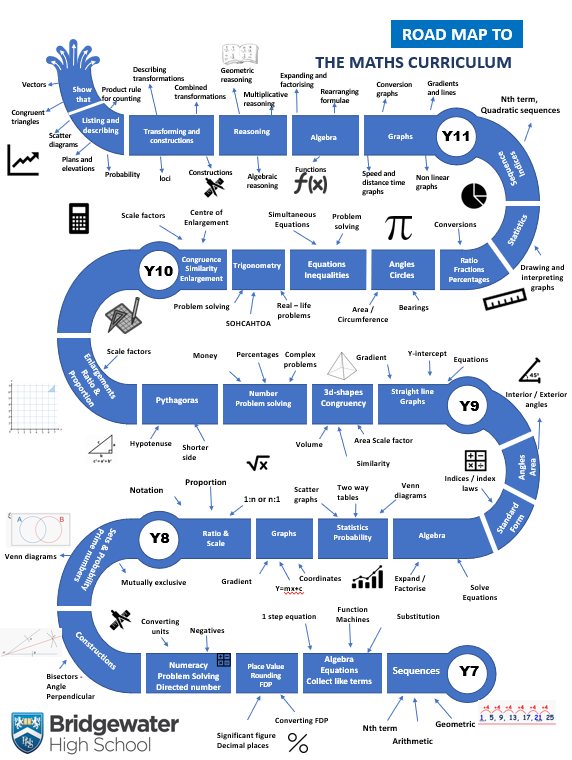 ROAD MAP TO
THE MATHS CURRICULUM
Describing
transformations
Geometric
reasoning
Expanding and
factorising
Conversion
graphs
Gradients
and lines
Vectors
Product rule
for counting
Combined
transformations
Multiplicative
reasoning
Rearranging
formulae
Nth term,
Quadratic sequences
Show
that
Congruent
triangles
Listing and
describing
Transforming and
constructions
Reasoning
Algebra
Graphs
Y11
Indices
Sequence
Scatter
diagrams
Plans and
elevations
Probability
loci
Constructions
Algebraic
reasoning
Functions
f(x)
Speed and
distance time
graphs
Non linear
graphs
Statistics
Scale factors
Centre of
Enlargement
Simultaneous
Equations
Problem
solving
π
Conversions
Y10
Congruence
Similarity
Enlargement
Trigonometry
Equations
Inequalities
Angles
Circles
Ratio
Fractions
Percentages
Drawing and
interpreting
graphs
Problem solving
SOHCAHTOA
Real – life
problems
Area /
Circumference
Bearings
Enlargements
Ratio &
Proportion
Scale factors
Money
Percentages
Complex
problems
Gradient
Y-intercept
Equations
45°
Interior / Exterior
angles
Pythagoras
Number
Problem solving
3d-shapes
Congruency
Straight line
Graphs
Y9
Hypotenuse
Shorter
side
Volume
Area Scale factor
Similarity
Angles
Area
√x
Notation
Proportion
1:n or n:1
Scatter
graphs
Two way
tables
Venn
diagrams
Indices / index
laws
Standard
Form
A
B
Venn diagrams
Sets & Probability
Prime numbers
Y8
Ratio &
Scale
Graphs
Statistics
Probability
Algebra
Mutually exclusive
Gradient
Y=mx+c
Coordinates
Expand /
Factorise
Solve
Equations
Constructions
Converting
units
Negatives
1 step equation
Function
Machines
Substitution
Bisectors -
Angle
Perpendicular
Numeracy
Problem Solving
Directed number
Place Value
Rounding
FDP
Algebra
Equations
Collect like terms
Sequences
Y7
Significant figure
Decimal places
Converting FDP
%
Nth term
Arithmetic
Geometric
+4 +4 +4 +4 +4 +4
1, 5, 9, 13, 17, 21 25
Bridgewater
High School